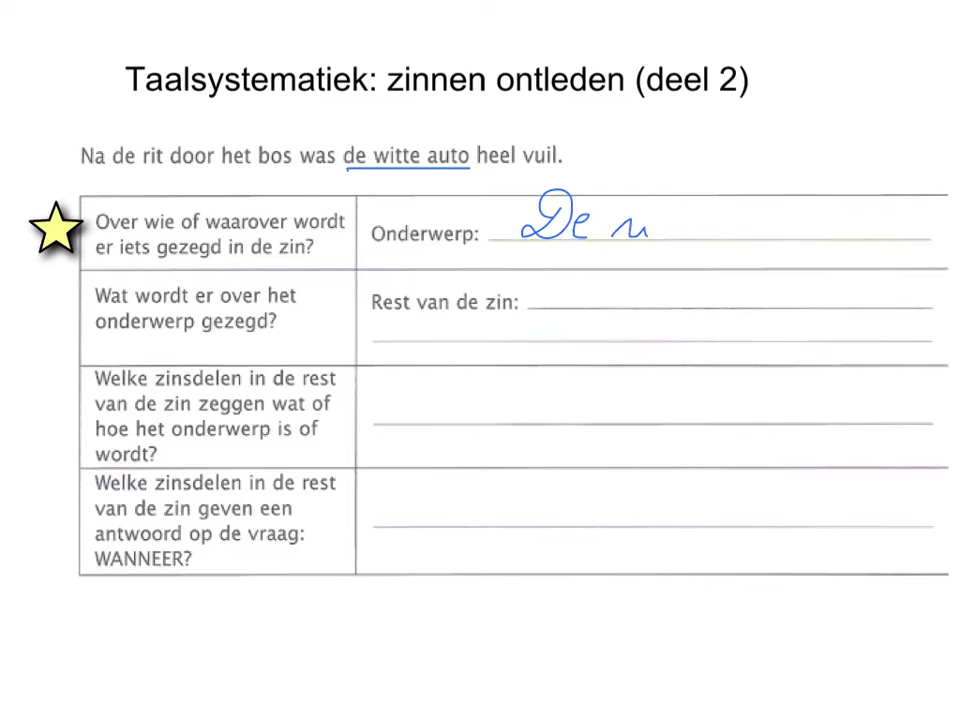 Taalsystematiek: zinnen ontleden (deel 2)
Na de rit door het bos was de witte auto heel vuil.
Over wie of waarover wordt
er iets gezegd in de zin?
Onderwerp: De
Wat wordt er over het
onderwerp gezegd?
Rest van de zin:
Welke zinsdelen in de rest
van de zin zeggen wat of
hoe het onderwerp is of
wordt?
Welke zinsdelen in de rest
van de zin geven een
antwoord op de vraag:
WANNEER?